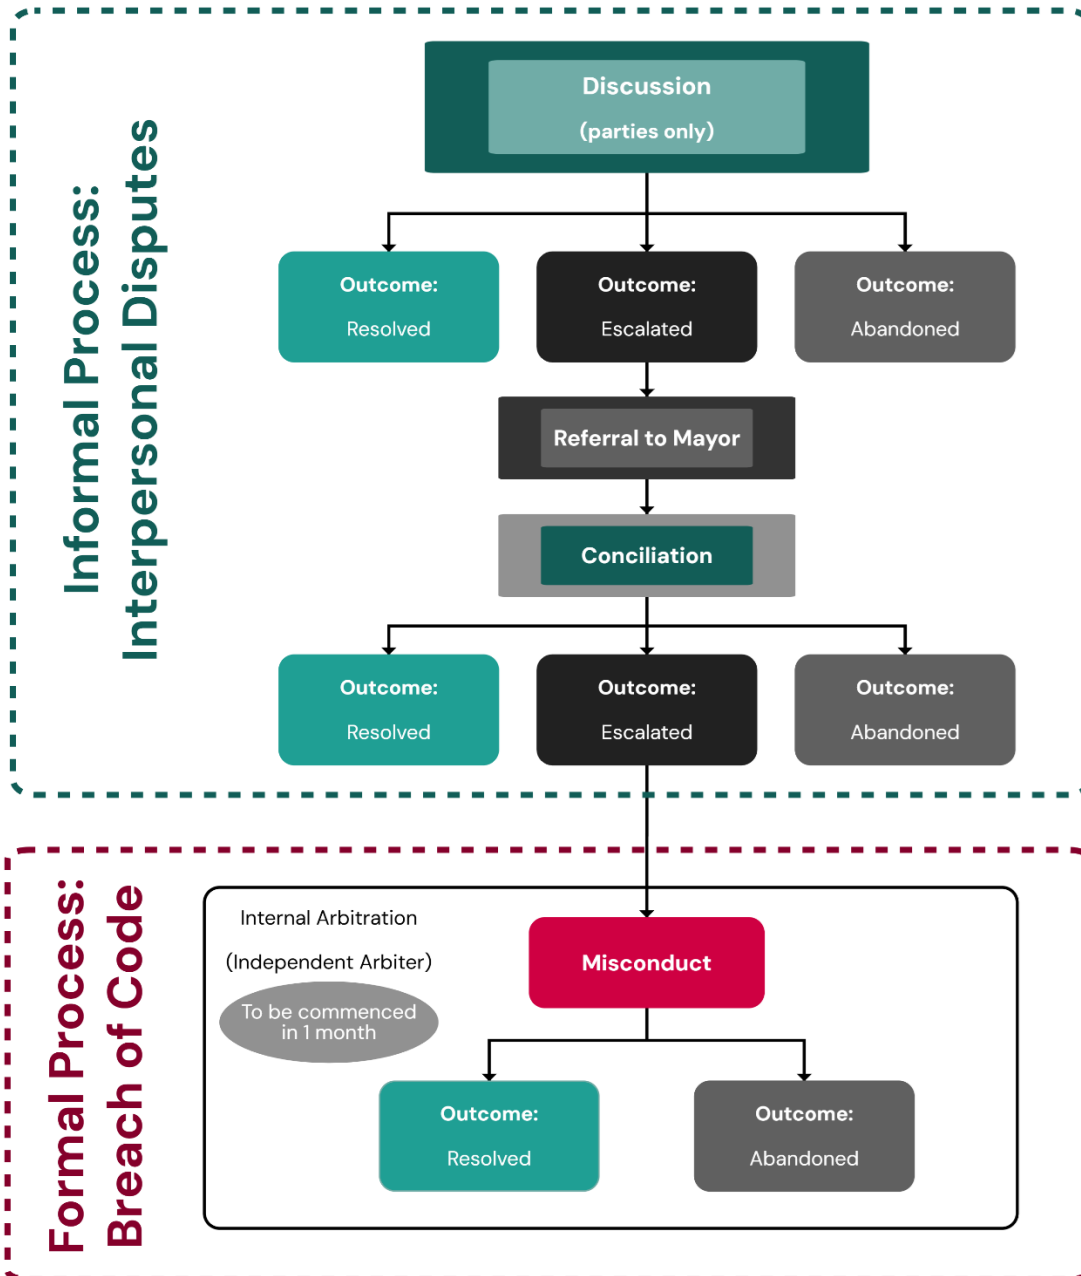 Informal Process:
Interpersonal Disputes
Discussion
(parties only)
Outcome:
Resolved
Outcome:
Escalated
Outcome:
Abandoned
Referral to Mayor
Conciliation
Outcome:
Resolved
Outcome:
Escalated
Outcome:
Abandoned
Formal Process:
Breach of Code
Internal Arbitration
(Independent Arbiter)
To be commenced
in 1 month
Misconduct
Outcome:
Resolved
Outcome:
Abandoned